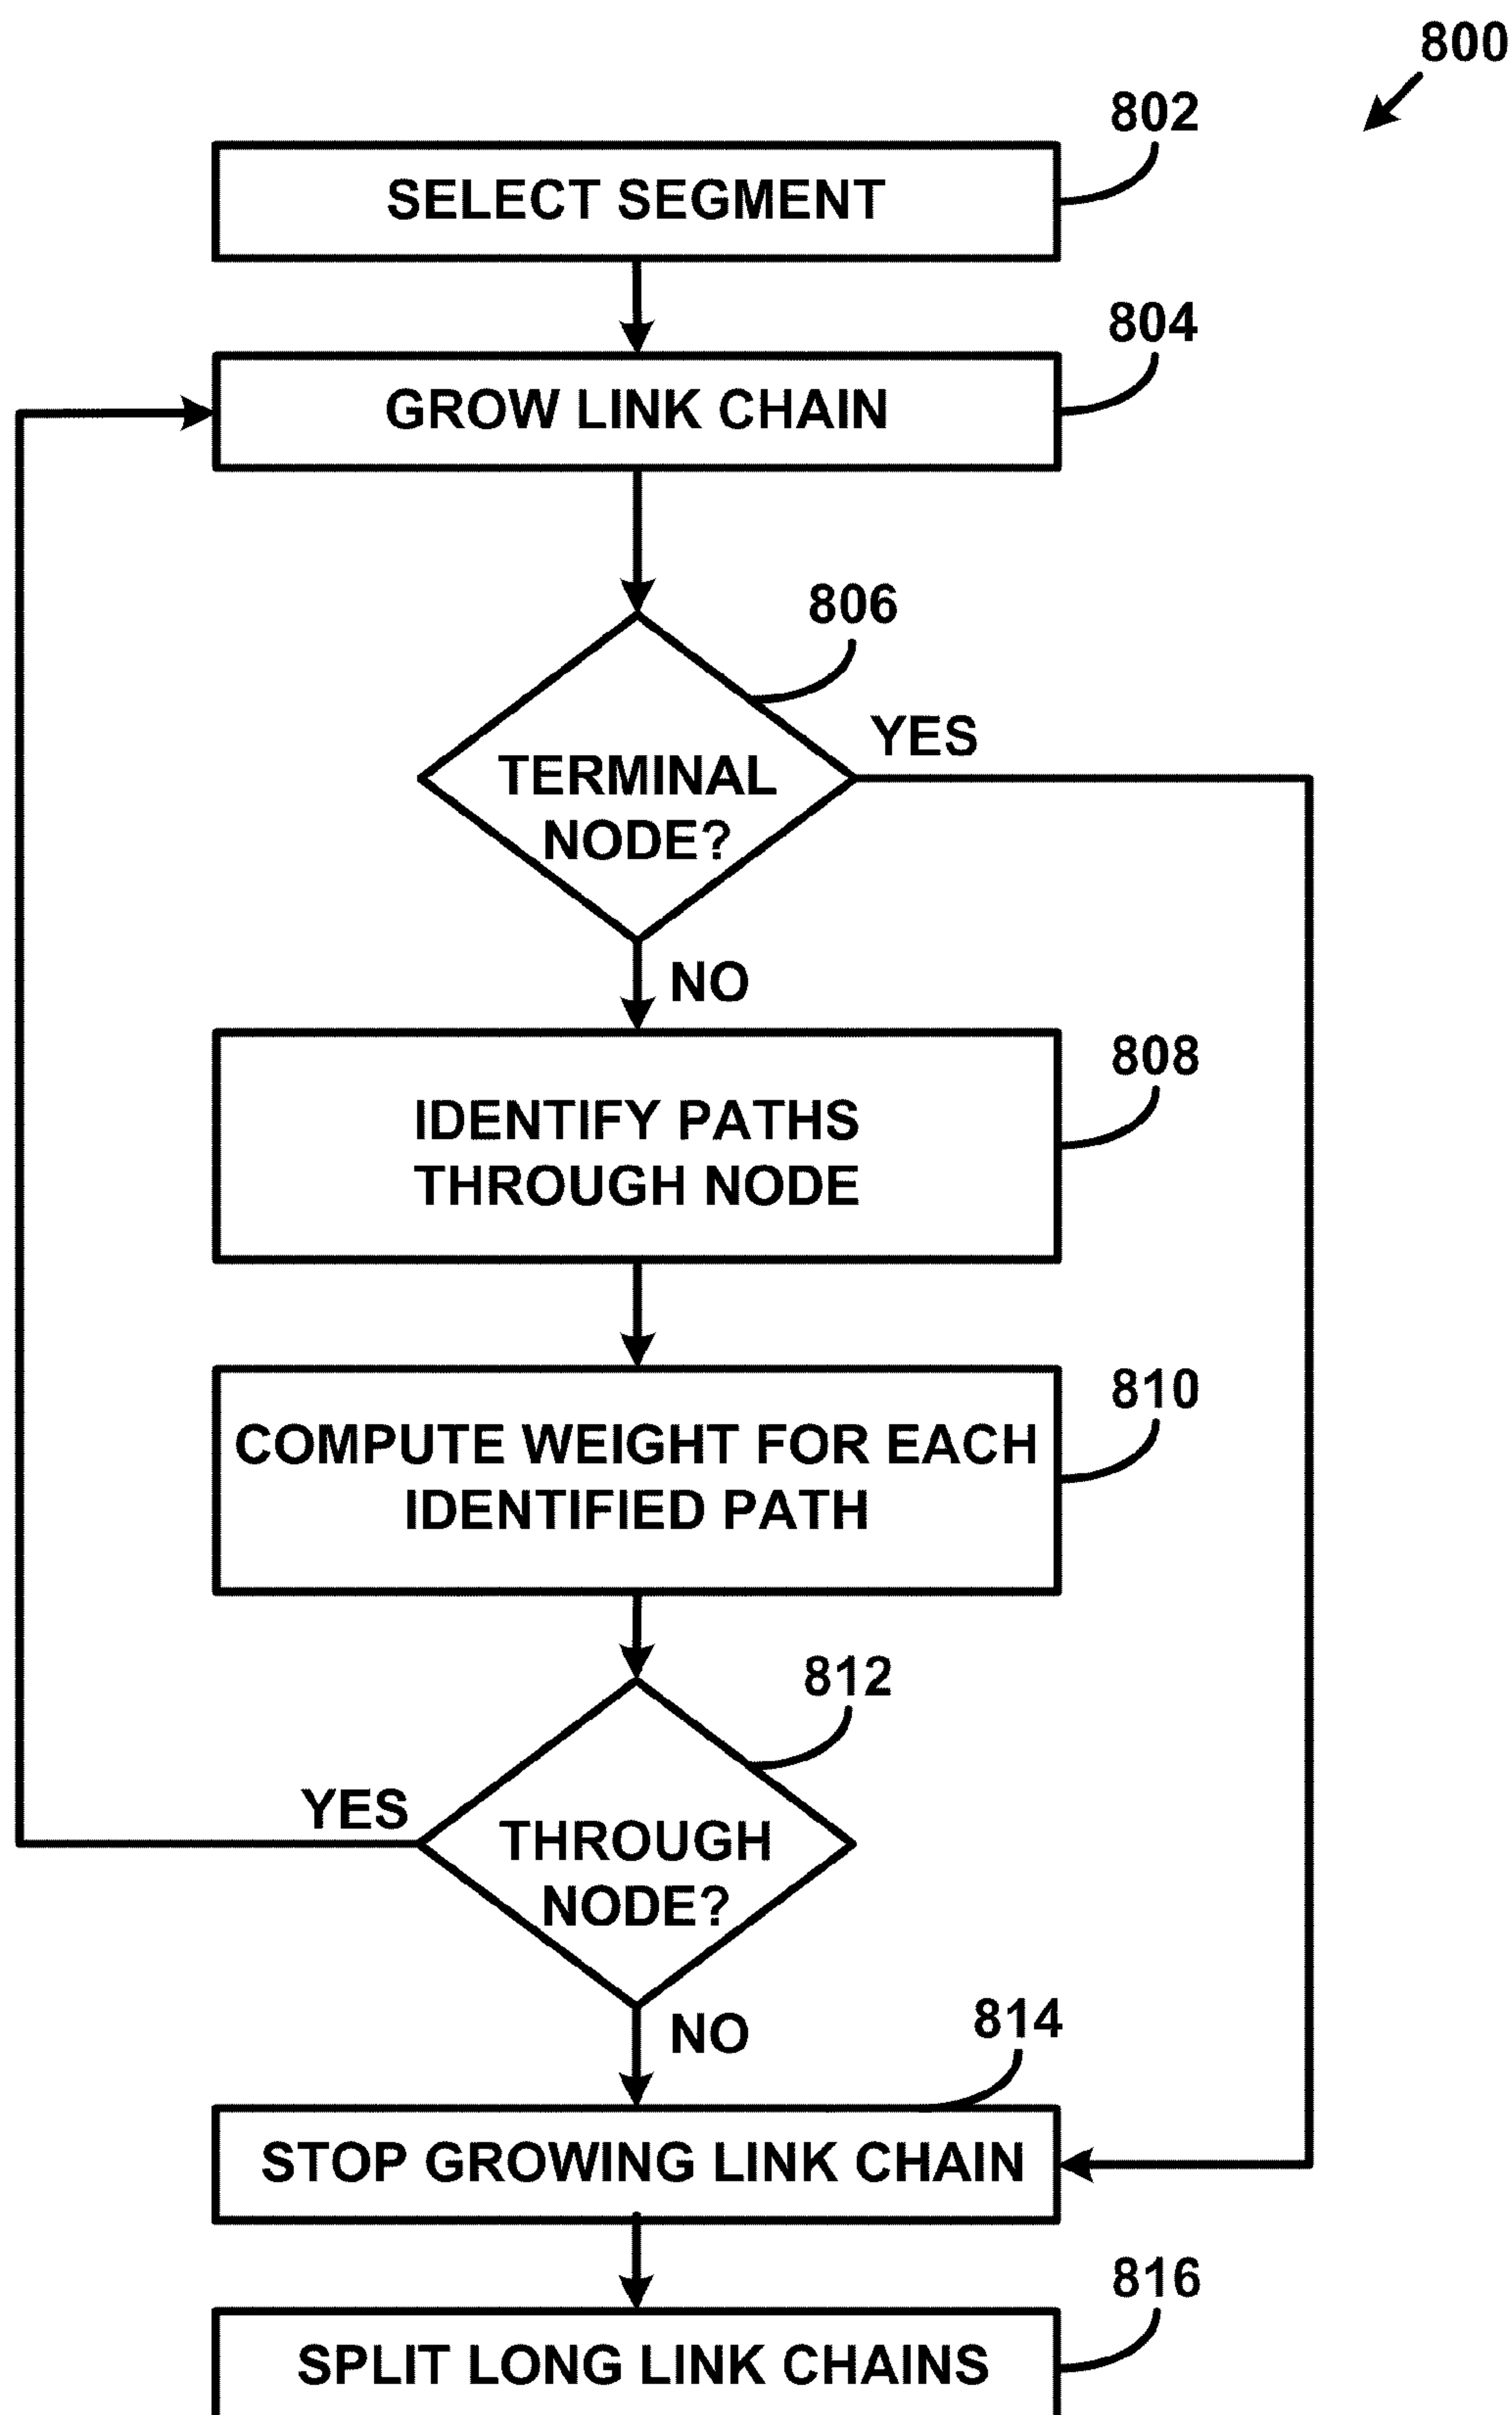 800
802
SELECT SEGMENT
804
GROW LINK CHAIN
806
YES
TERMINAL
NODE?
NO
808
IDENTIFY PATHS
THROUGH NODE
810
COMPUTE WEIGHT FOR EACH
IDENTIFIED PATH
812
YES
THROUGH
NODE?
NO
814
STOP GROWING LINK CHAIN
816
SPLIT LONG LINK CHAINS